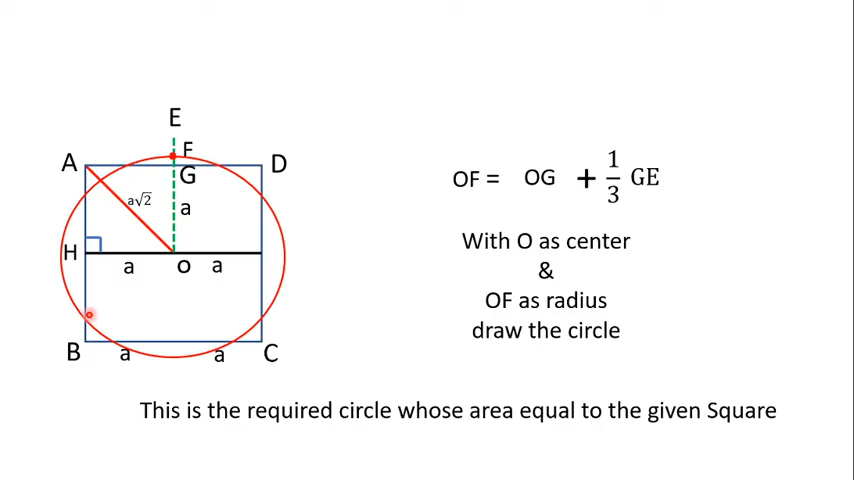 E
F
A
D
G
a√2
a
H
a
O
a
B
a
a
C
OF = OG + 1/3 GE
With O as center
&
OF as radius
draw the circle
This is the required circle whose area equal to the given Square